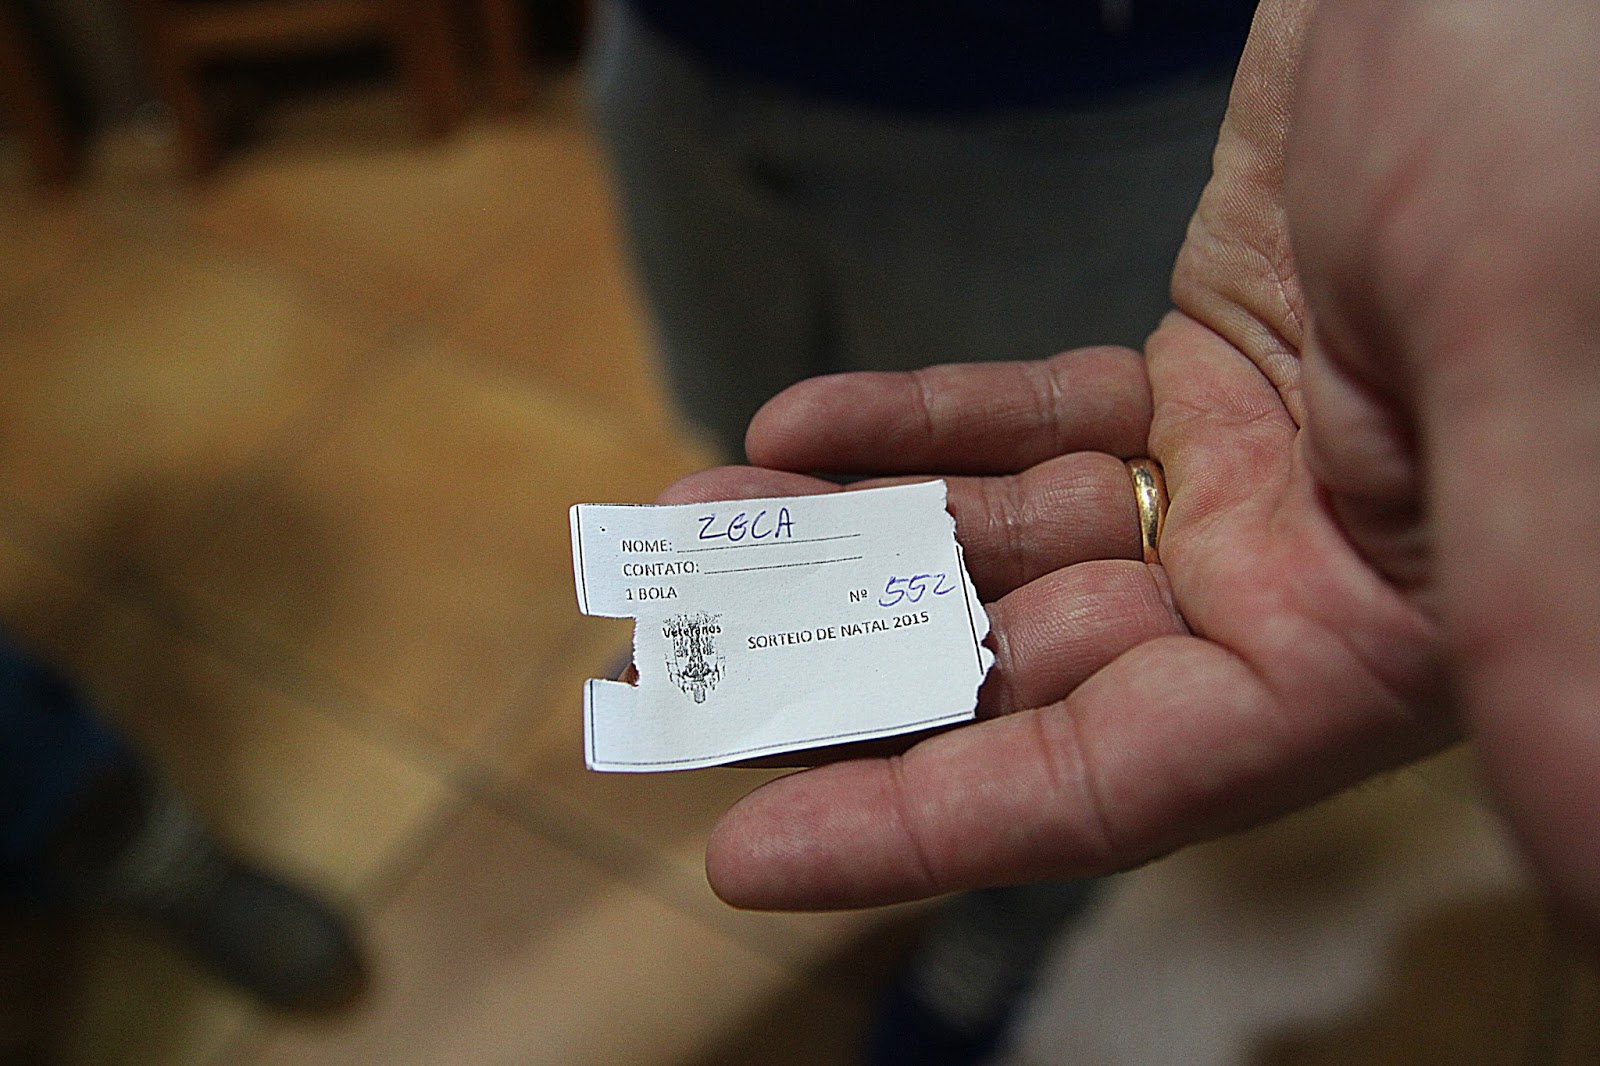 NOME: ZECA
CONTATO:
1 BOLA Nº 552
Veteranos
SORTEIO DE NATAL 2015